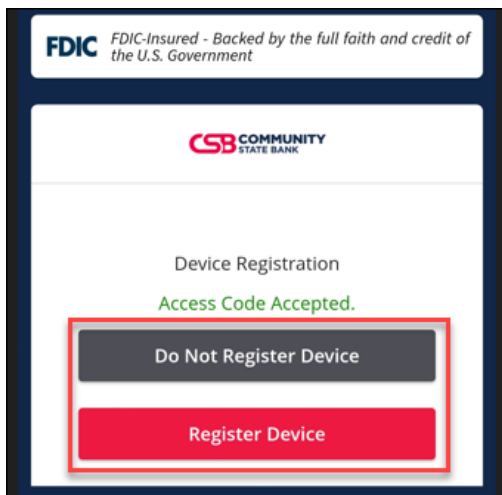 FDIC FDIC-Insured - Backed by the full faith and credit of
the U.S. Government
CSB COMMUNITY
STATE BANK
Device Registration
Access Code Accepted.
Do Not Register Device
Register Device